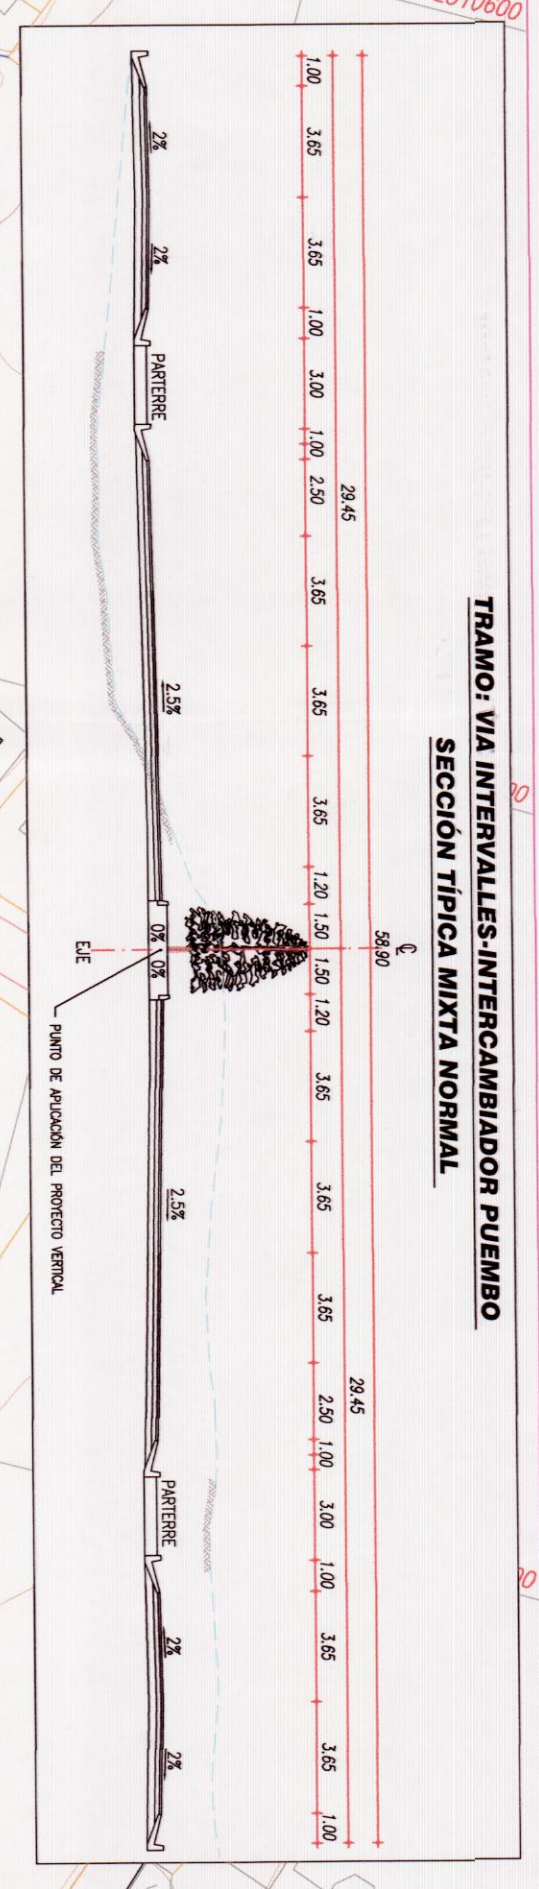 TRAMO: VIA INTERVALLES-INTERCAMBIADOR PUEMBO
SECCIÓN TÍPICA MIXTA NORMAL
℄
58.90
29.45 29.45
1.00 3.65 3.65 1.00 3.00 1.00 2.50 3.65 3.65 3.65 1.20 1.50 1.50 1.20 3.65 3.65 3.65 2.50 1.00 3.00 1.00 3.65 3.65 1.00
2% 2% PARTERRE 2.5% 0% 0% 2.5% PARTERRE 2% 2%
EJE
PUNTO DE APLICACIÓN DEL PROYECTO VERTICAL